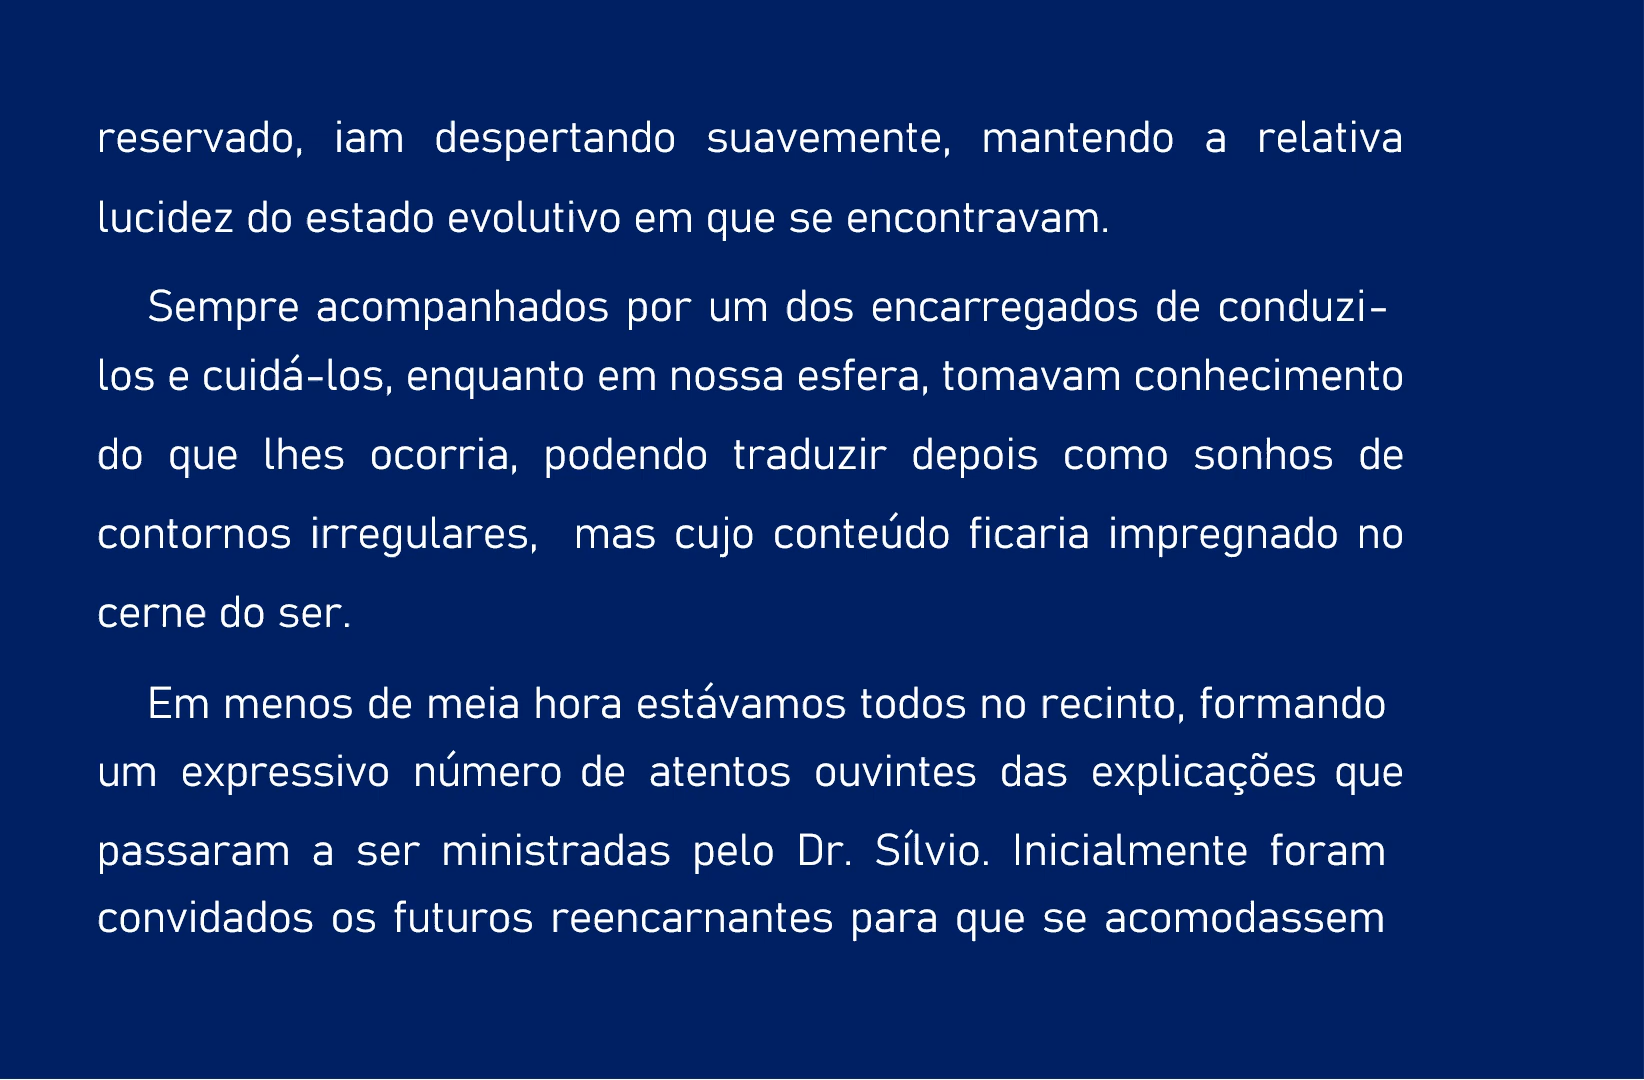 reservado, iam despertando suavemente, mantendo a relativa
lucidez do estado evolutivo em que se encontravam.
Sempre acompanhados por um dos encarregados de conduzi-
los e cuidá-los, enquanto em nossa esfera, tomavam conhecimento
do que lhes ocorria, podendo traduzir depois como sonhos de
contornos irregulares, mas cujo conteúdo ficaria impregnado no
cerne do ser.
Em menos de meia hora estávamos todos no recinto, formando
um expressivo número de atentos ouvintes das explicações que
passaram a ser ministradas pelo Dr. Sílvio. Inicialmente foram
convidados os futuros reencarnantes para que se acomodassem